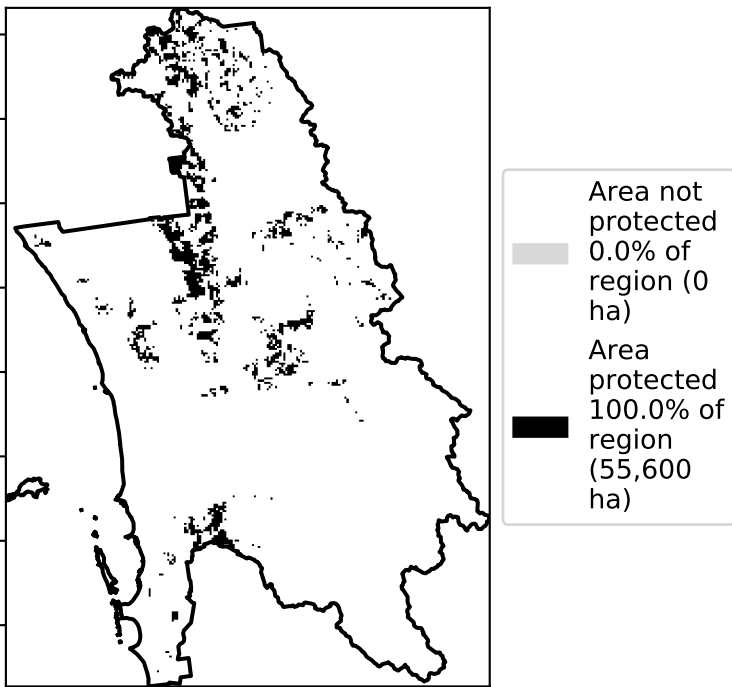 Area not
protected
0.0% of
region (0
ha)
Area
protected
100.0% of
region
(55,600
ha)